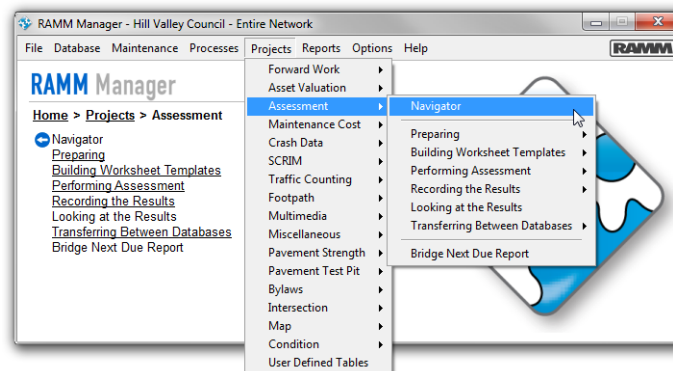 RAMM Manager - Hill Valley Council - Entire Network
File Database Maintenance Processes Projects Reports Options Help
RAMM
RAMM Manager
Home > Projects > Assessment
Navigator
Preparing
Building Worksheet Templates
Performing Assessment
Recording the Results
Looking at the Results
Transferring Between Databases
Bridge Next Due Report
Forward Work
Asset Valuation
Assessment
Maintenance Cost
Crash Data
SCRIM
Traffic Counting
Footpath
Multimedia
Miscellaneous
Pavement Strength
Pavement Test Pit
Bylaws
Intersection
Map
Condition
User Defined Tables
Navigator
Preparing
Building Worksheet Templates
Performing Assessment
Recording the Results
Looking at the Results
Transferring Between Databases
Bridge Next Due Report